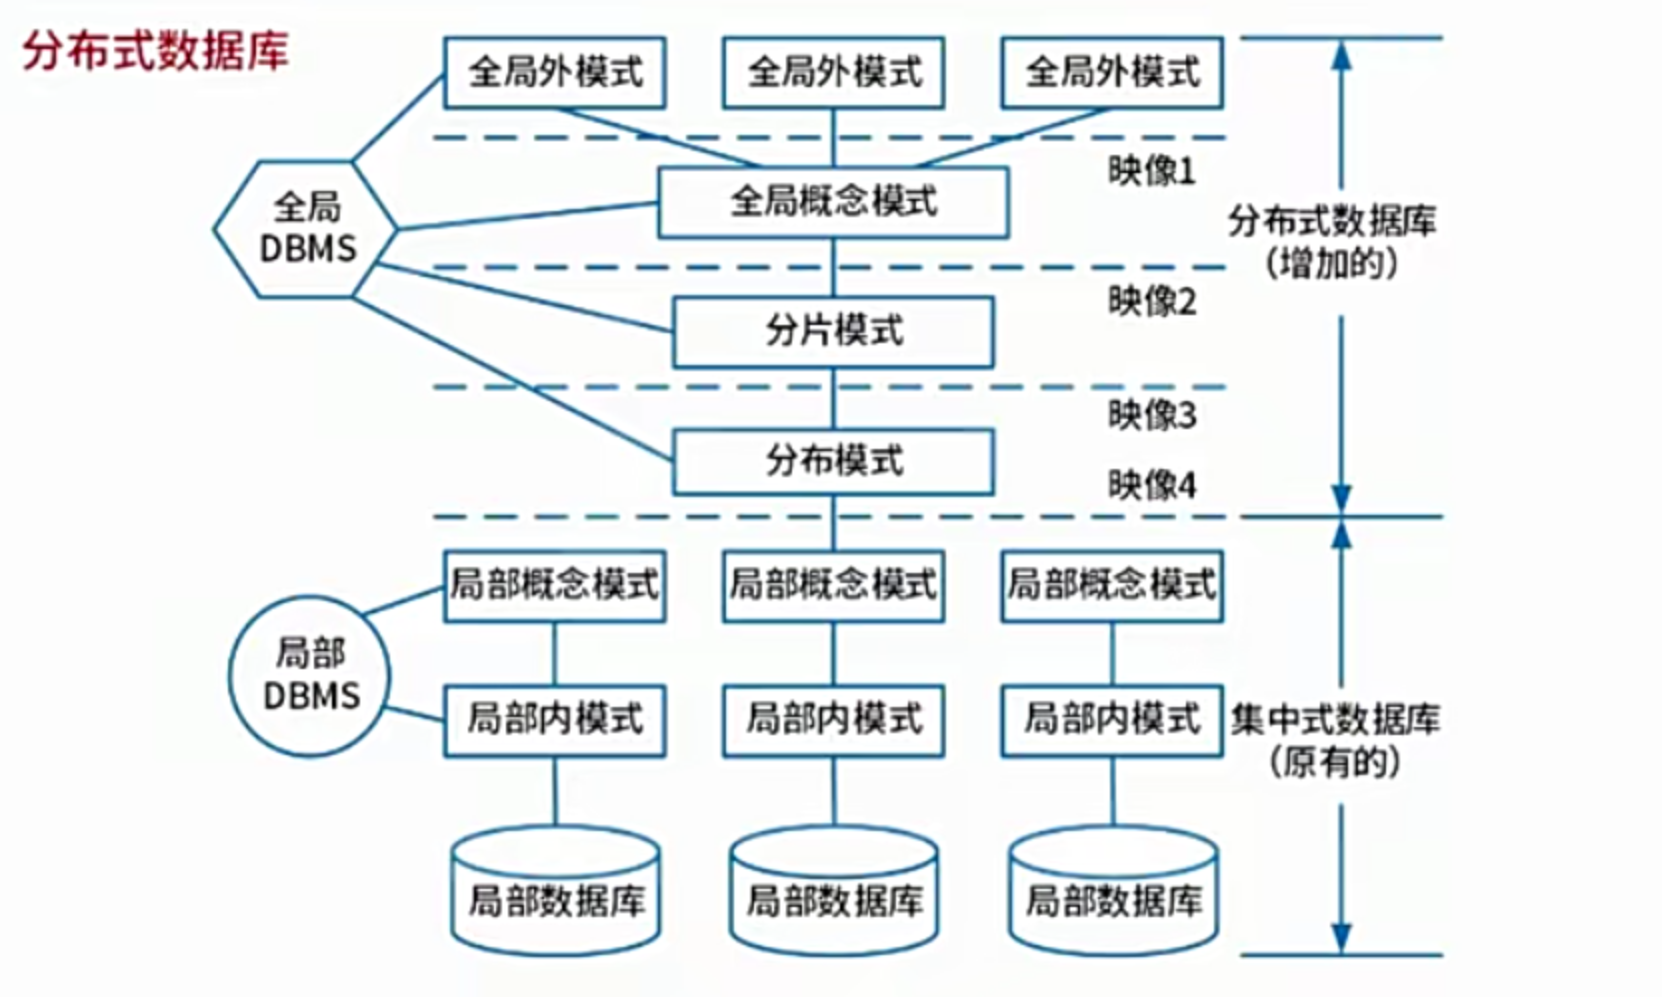 分布式数据库
全局外模式
全局外模式
全局外模式
映像1
全局
DBMS
全局概念模式
分布式数据库
（增加的）
映像2
分片模式
映像3
分布模式
映像4
局部概念模式
局部概念模式
局部概念模式
局部
DBMS
局部内模式
局部内模式
局部内模式
集中式数据库
（原有的）
局部数据库
局部数据库
局部数据库